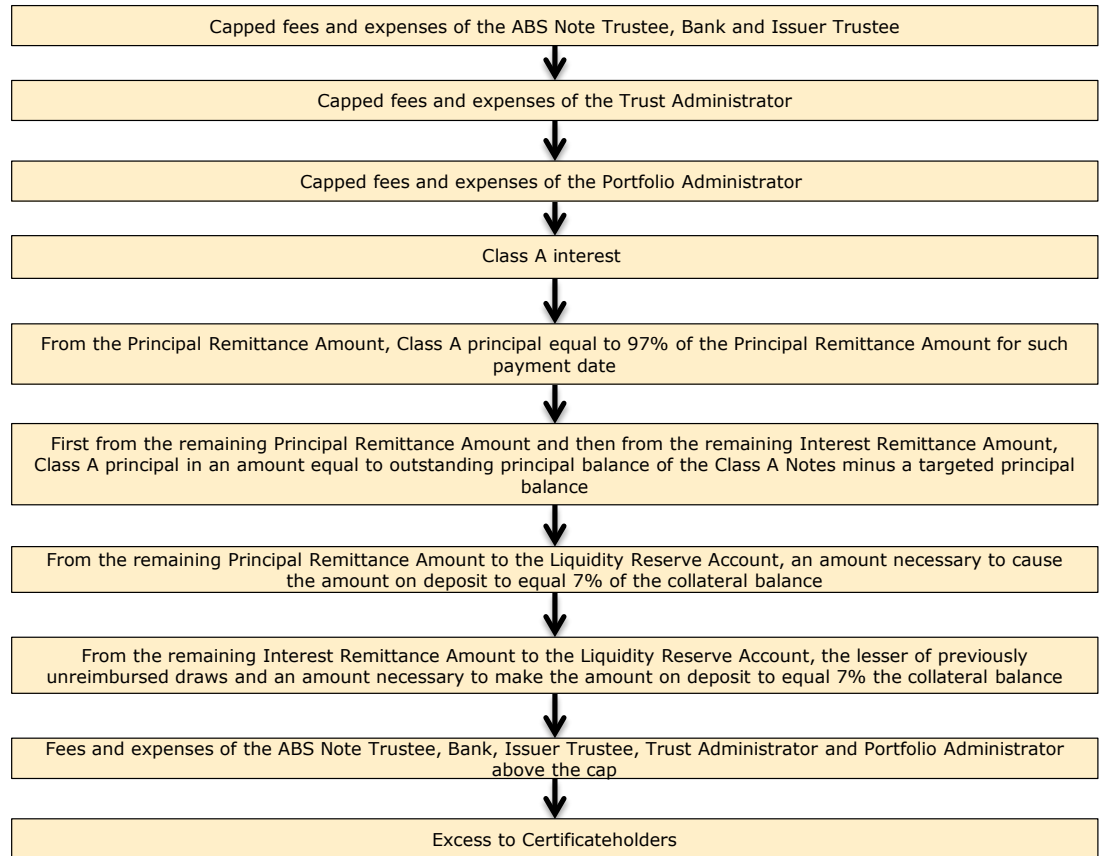 Capped fees and expenses of the ABS Note Trustee, Bank and Issuer Trustee
Capped fees and expenses of the Trust Administrator
Capped fees and expenses of the Portfolio Administrator
Class A interest
From the Principal Remittance Amount, Class A principal equal to 97% of the Principal Remittance Amount for such
payment date
First from the remaining Principal Remittance Amount and then from the remaining Interest Remittance Amount,
Class A principal in an amount equal to outstanding principal balance of the Class A Notes minus a targeted principal
balance
From the remaining Principal Remittance Amount to the Liquidity Reserve Account, an amount necessary to cause
the amount on deposit to equal 7% of the collateral balance
From the remaining Interest Remittance Amount to the Liquidity Reserve Account, the lesser of previously
unreimbursed draws and an amount necessary to make the amount on deposit to equal 7% the collateral balance
Fees and expenses of the ABS Note Trustee, Bank, Issuer Trustee, Trust Administrator and Portfolio Administrator
above the cap
Excess to Certificateholders